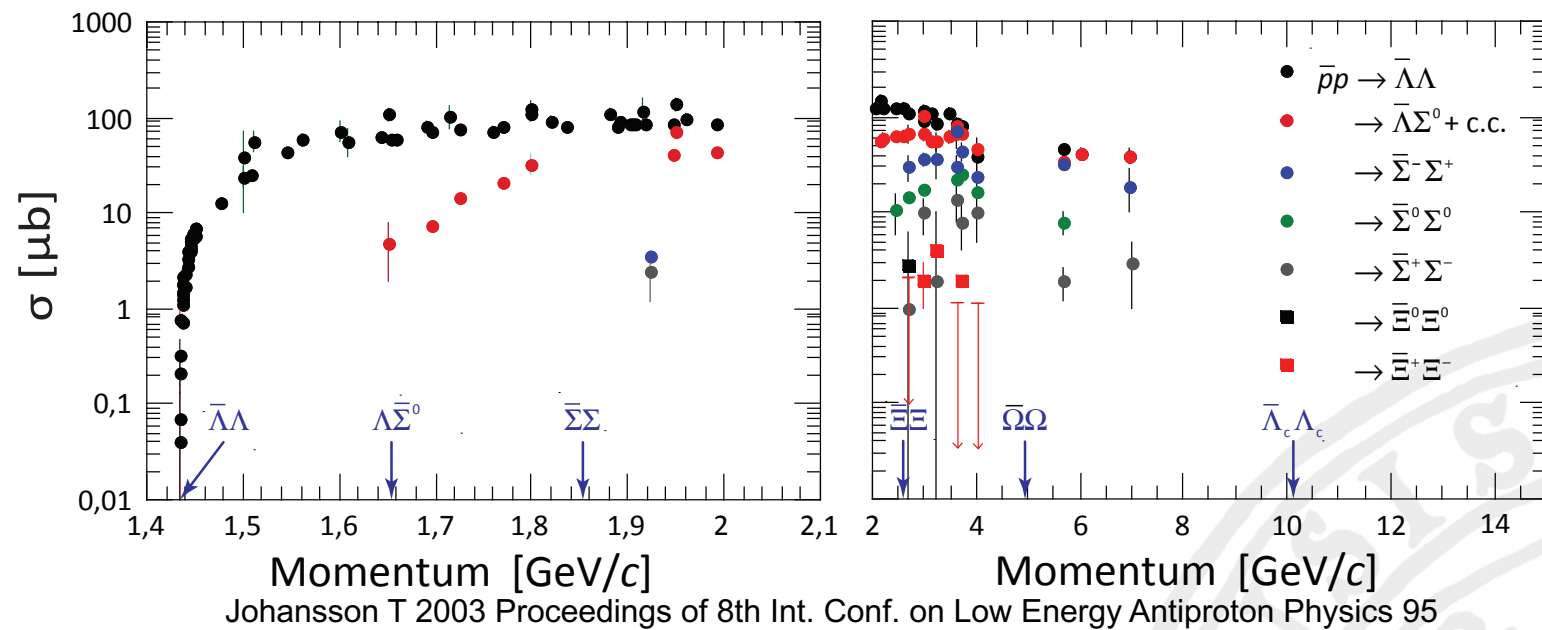 1000
100
10
1
0,1
0,01
σ [μb]
Λ̅Λ
ΛΣ̅⁰
Σ̅Σ
1,4 1,5 1,6 1,7 1,8 1,9 2 2,1
Momentum [GeV/c]
p̅p → Λ̅Λ
→ Λ̅Σ⁰ + c.c.
→ Σ̅⁻Σ⁺
→ Σ̅⁰Σ⁰
→ Σ̅⁺Σ⁻
→ Ξ̅⁰Ξ⁰
→ Ξ̅⁺Ξ⁻
Ξ̅Ξ
Ω̅Ω
Λ̅cΛc
2 4 6 8 10 12 14
Momentum [GeV/c]
Johansson T 2003 Proceedings of 8th Int. Conf. on Low Energy Antiproton Physics 95